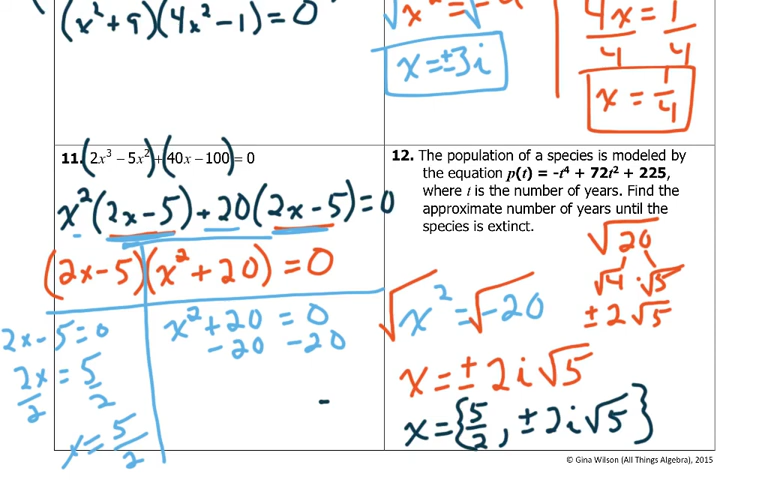 (x²+9)(4x²-1)=0
x=±3i
4x=1
4 4
x=1/4
11. (2x³ – 5x²)+(40x – 100) = 0
x²(2x-5)+20(2x-5)=0
(2x-5)(x²+20)=0
2x-5=0
2x=5
2 2
x=5/2
x²+20=0
-20 -20
12. The population of a species is modeled by
the equation p(t) = -t⁴ + 72t² + 225,
where t is the number of years. Find the
approximate number of years until the
species is extinct.
√20
√4·√5
±2√5
√x²=√-20
x=±2i√5
x={5/2, ±2i√5}
© Gina Wilson (All Things Algebra), 2015